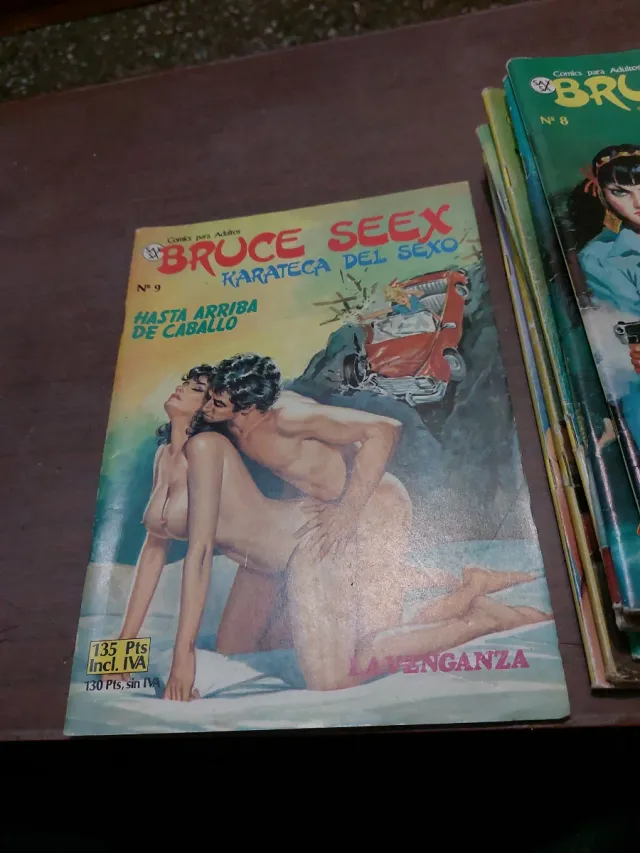 Comics para Adultos
BRUCE SEEX
KARATECA DEL SEXO
Nº 9
HASTA ARRIBA
DE CABALLO
135 Pts
Incl. IVA
130 Pts, sin IVA
LA VENGANZA
Comics para Adultos
Nº 8